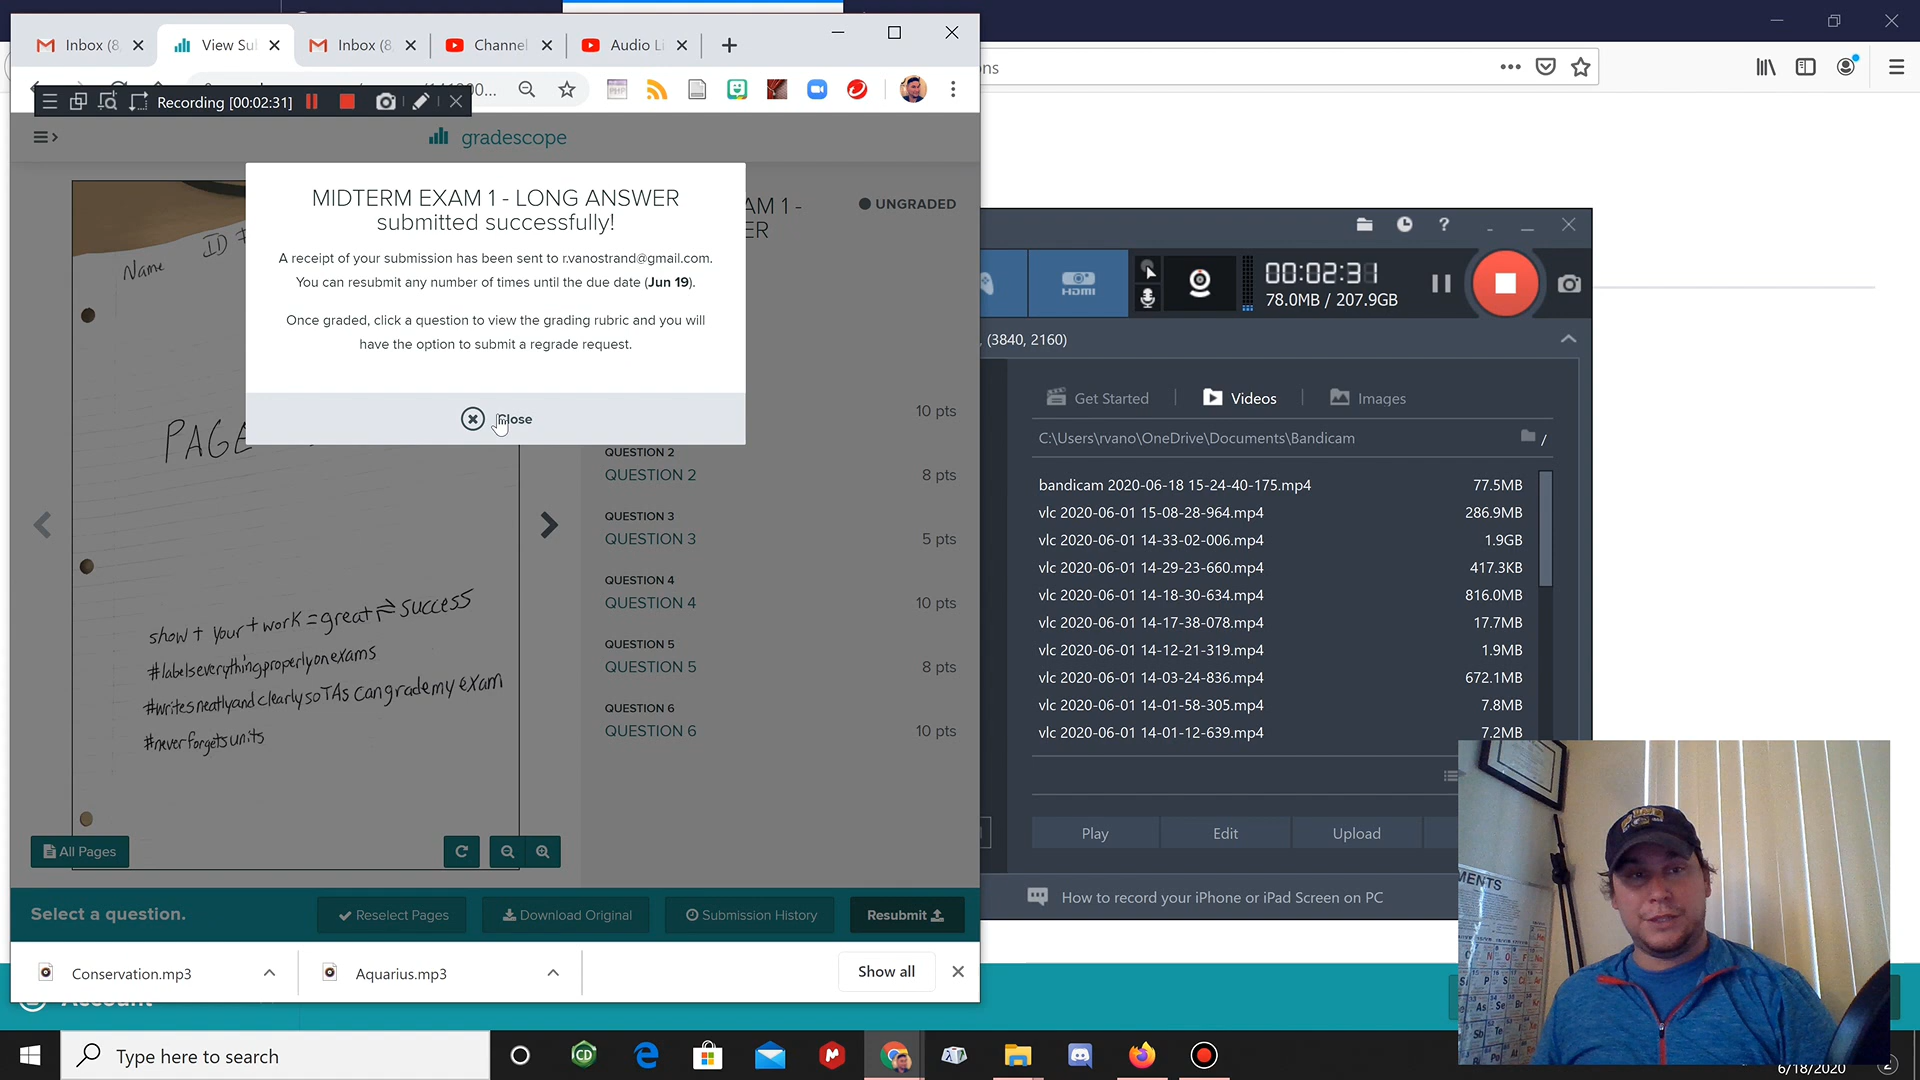 Inbox (8
View Su
Inbox (8
Channel
Audio Li
ns
Recording [00:02:31]
gradescope
MIDTERM EXAM 1 - LONG ANSWER
submitted successfully!
A receipt of your submission has been sent to r.vanostrand@gmail.com.
You can resubmit any number of times until the due date (Jun 19).
Once graded, click a question to view the grading rubric and you will
have the option to submit a regrade request.
Close
AM 1 -
ER
UNGRADED
10 pts
QUESTION 2
QUESTION 2 8 pts
QUESTION 3
QUESTION 3 5 pts
QUESTION 4
QUESTION 4 10 pts
QUESTION 5
QUESTION 5 8 pts
QUESTION 6
QUESTION 6 10 pts
Name
ID #
PAGE
show + your + work = great ⇌ success
#labelseverythingproperlyonexams
#writesneatlyandclearlysoTAscangrademyexam
#neverforgetsunits
All Pages
Select a question.
Reselect Pages
Download Original
Submission History
Resubmit
Conservation.mp3
Aquarius.mp3
Show all
Account
HDMI
00:02:31
78.0MB / 207.9GB
(3840, 2160)
Get Started
Videos
Images
C:\Users\rvano\OneDrive\Documents\Bandicam
bandicam 2020-06-18 15-24-40-175.mp4 77.5MB
vlc 2020-06-01 15-08-28-964.mp4 286.9MB
vlc 2020-06-01 14-33-02-006.mp4 1.9GB
vlc 2020-06-01 14-29-23-660.mp4 417.3KB
vlc 2020-06-01 14-18-30-634.mp4 816.0MB
vlc 2020-06-01 14-17-38-078.mp4 17.7MB
vlc 2020-06-01 14-12-21-319.mp4 1.9MB
vlc 2020-06-01 14-03-24-836.mp4 672.1MB
vlc 2020-06-01 14-01-58-305.mp4 7.8MB
vlc 2020-06-01 14-01-12-639.mp4 7.2MB
Play
Edit
Upload
How to record your iPhone or iPad Screen on PC
MENTS
Type here to search
6/18/2020